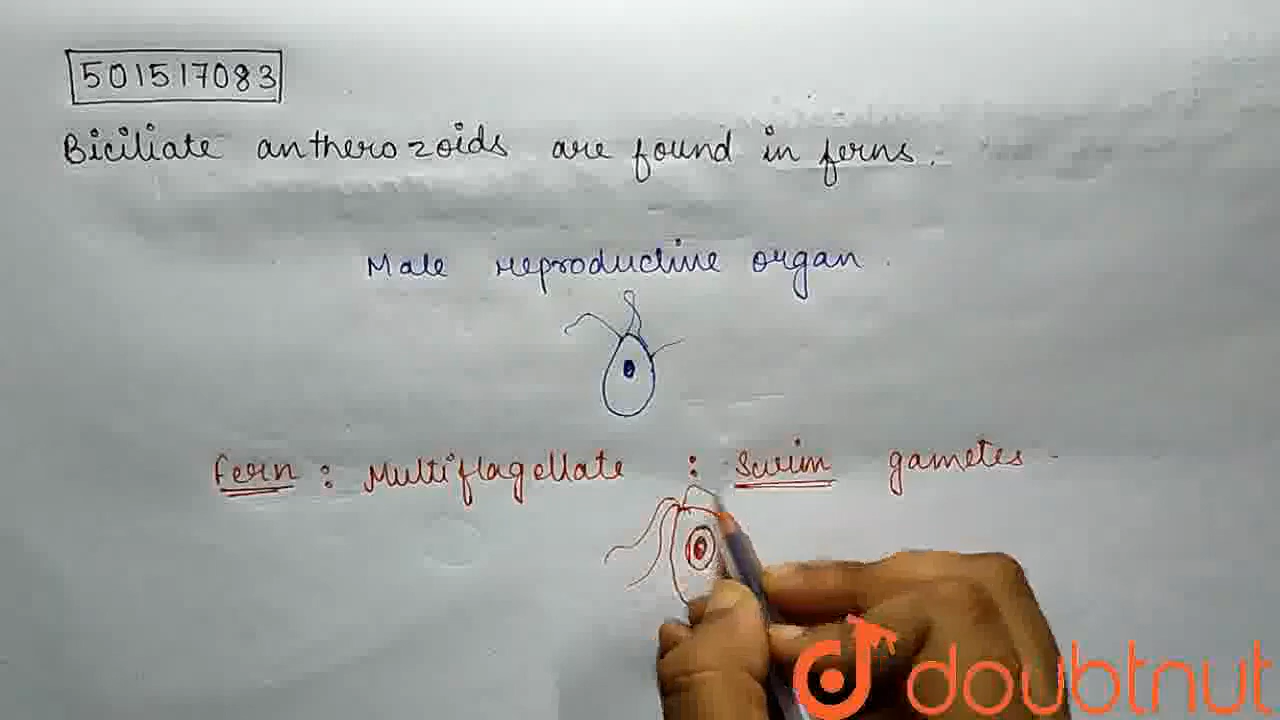 501517083
Biciliate antherozoids are found in ferns.
Male reproductive organ.
Fern : Multiflagellate : Swim gametes.
doubtnut